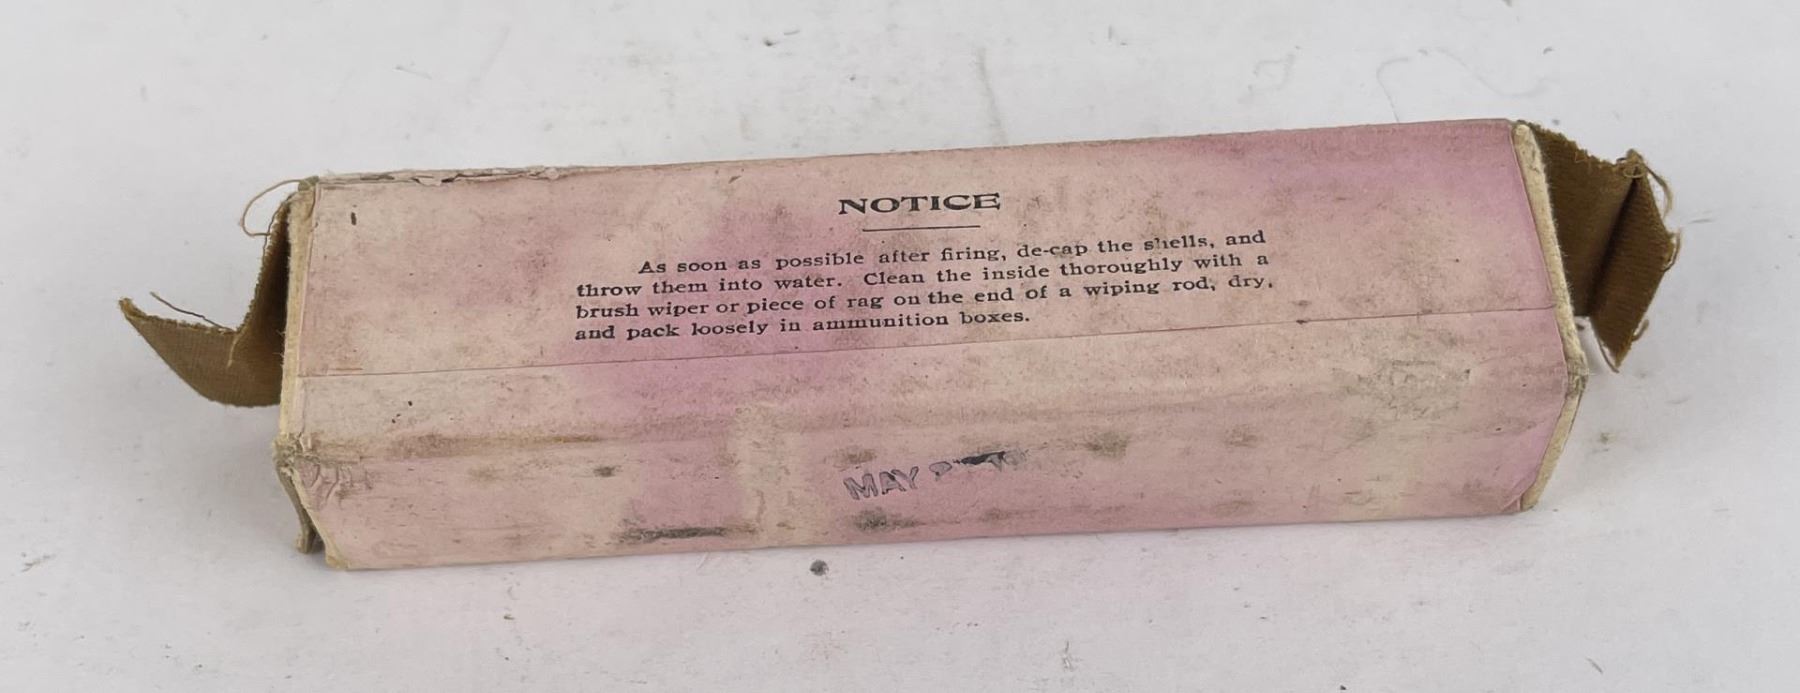 NOTICE
As soon as possible after firing, de-cap the shells, and
throw them into water. Clean the inside thoroughly with a
brush wiper or piece of rag on the end of a wiping rod, dry,
and pack loosely in ammunition boxes.
MAY